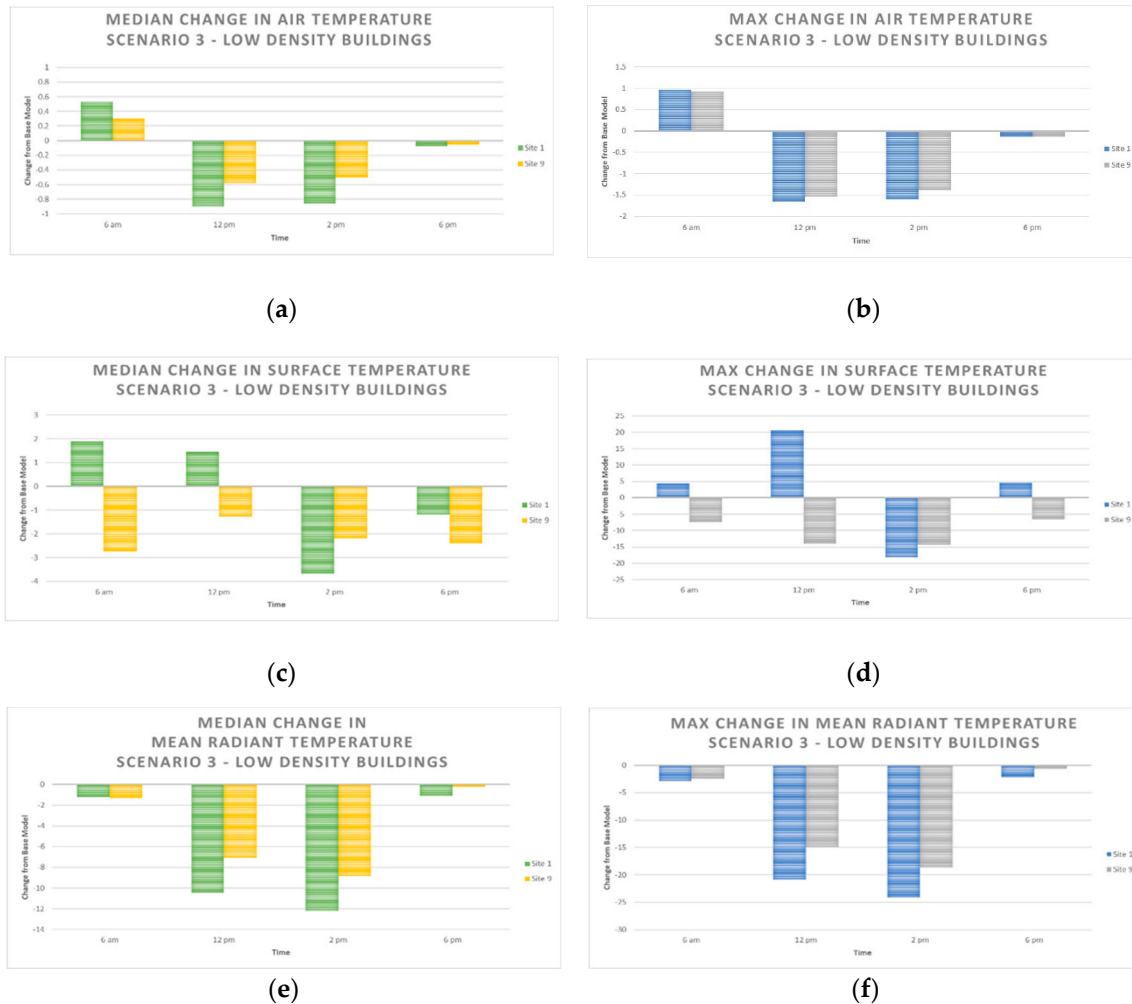 MEDIAN CHANGE IN AIR TEMPERATURE
SCENARIO 3 - LOW DENSITY BUILDINGS
Change from Base Model
1
0.8
0.6
0.4
0.2
0
-0.2
-0.4
-0.6
-0.8
-1
6 am
12 pm
2 pm
6 pm
Time
Site 1
Site 9
(a)
MAX CHANGE IN AIR TEMPERATURE
SCENARIO 3 - LOW DENSITY BUILDINGS
Change from Base Model
1.5
1
0.5
0
-0.5
-1
-1.5
-2
6 am
12 pm
2 pm
6 pm
Time
Site 1
Site 9
(b)
MEDIAN CHANGE IN SURFACE TEMPERATURE
SCENARIO 3 - LOW DENSITY BUILDINGS
Change from Base Model
3
2
1
0
-1
-2
-3
-4
6 am
12 pm
2 pm
6 pm
Time
Site 1
Site 9
(c)
MAX CHANGE IN SURFACE TEMPERATURE
SCENARIO 3 - LOW DENSITY BUILDINGS
Change from Base Model
25
20
15
10
5
0
-5
-10
-15
-20
-25
6 am
12 pm
2 pm
6 pm
Time
Site 1
Site 9
(d)
MEDIAN CHANGE IN
MEAN RADIANT TEMPERATURE
SCENARIO 3 - LOW DENSITY BUILDINGS
Change from Base Model
0
-2
-4
-6
-8
-10
-12
-14
6 am
12 pm
2 pm
6 pm
Time
Site 1
Site 9
(e)
MAX CHANGE IN MEAN RADIANT TEMPERATURE
SCENARIO 3 - LOW DENSITY BUILDINGS
Change from Base Model
0
-5
-10
-15
-20
-25
-30
6 am
12 pm
2 pm
6 pm
Time
Site 1
Site 9
(f)